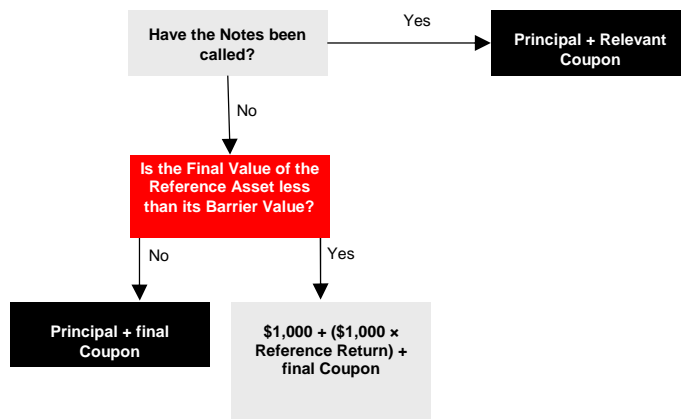 Have the Notes been
called?
Yes
Principal + Relevant
Coupon
No
Is the Final Value of the
Reference Asset less
than its Barrier Value?
No
Yes
Principal + final
Coupon
$1,000 + ($1,000 ×
Reference Return) +
final Coupon